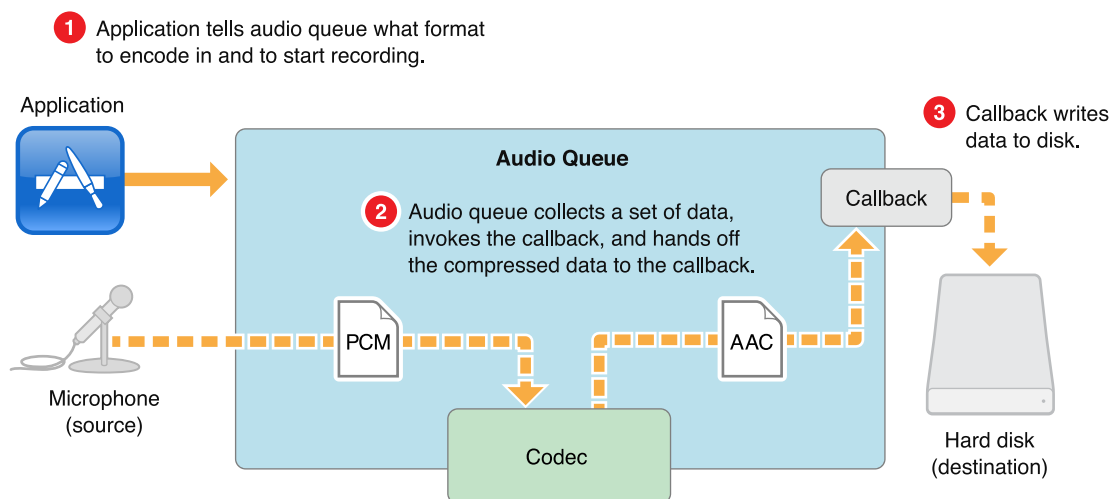 1 Application tells audio queue what format
to encode in and to start recording.
Application
3 Callback writes
data to disk.
Audio Queue
Callback
2 Audio queue collects a set of data,
invokes the callback, and hands off
the compressed data to the callback.
PCM
AAC
Microphone
(source)
Codec
Hard disk
(destination)